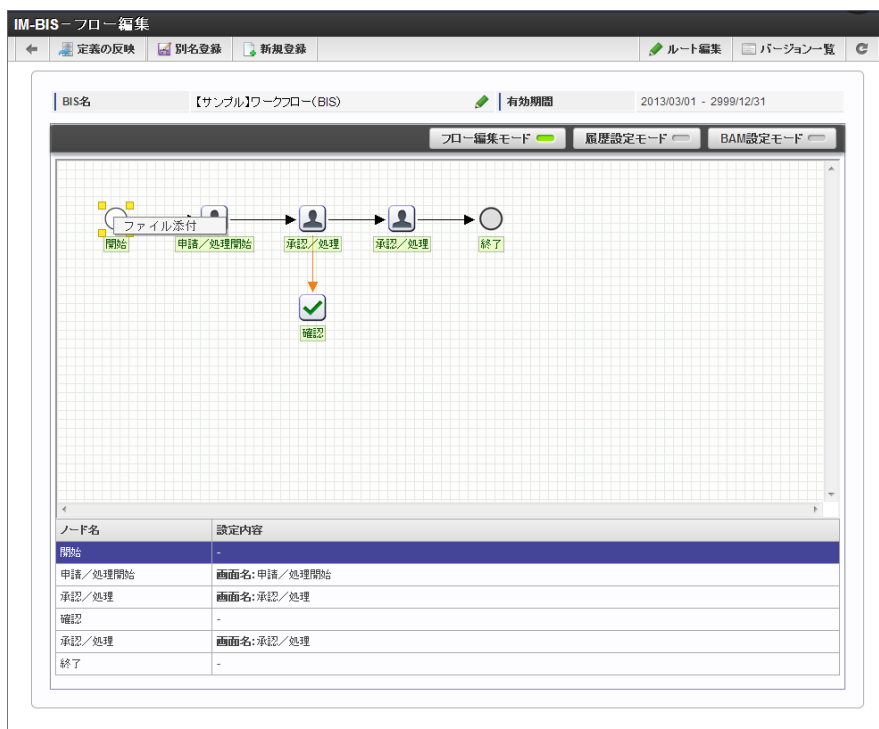 IM-BIS－フロー編集
定義の反映 別名登録 新規登録 ルート編集 バージョン一覧
BIS名 【サンプル】ワークフロー(BIS) 有効期間 2013/03/01 - 2999/12/31
フロー編集モード 履歴設定モード BAM設定モード
ファイル添付
開始 申請／処理開始 承認／処理 承認／処理 終了
確認
ノード名 設定内容
開始 -
申請／処理開始 画面名:申請／処理開始
承認／処理 画面名:承認／処理
確認 -
承認／処理 画面名:承認／処理
終了 -